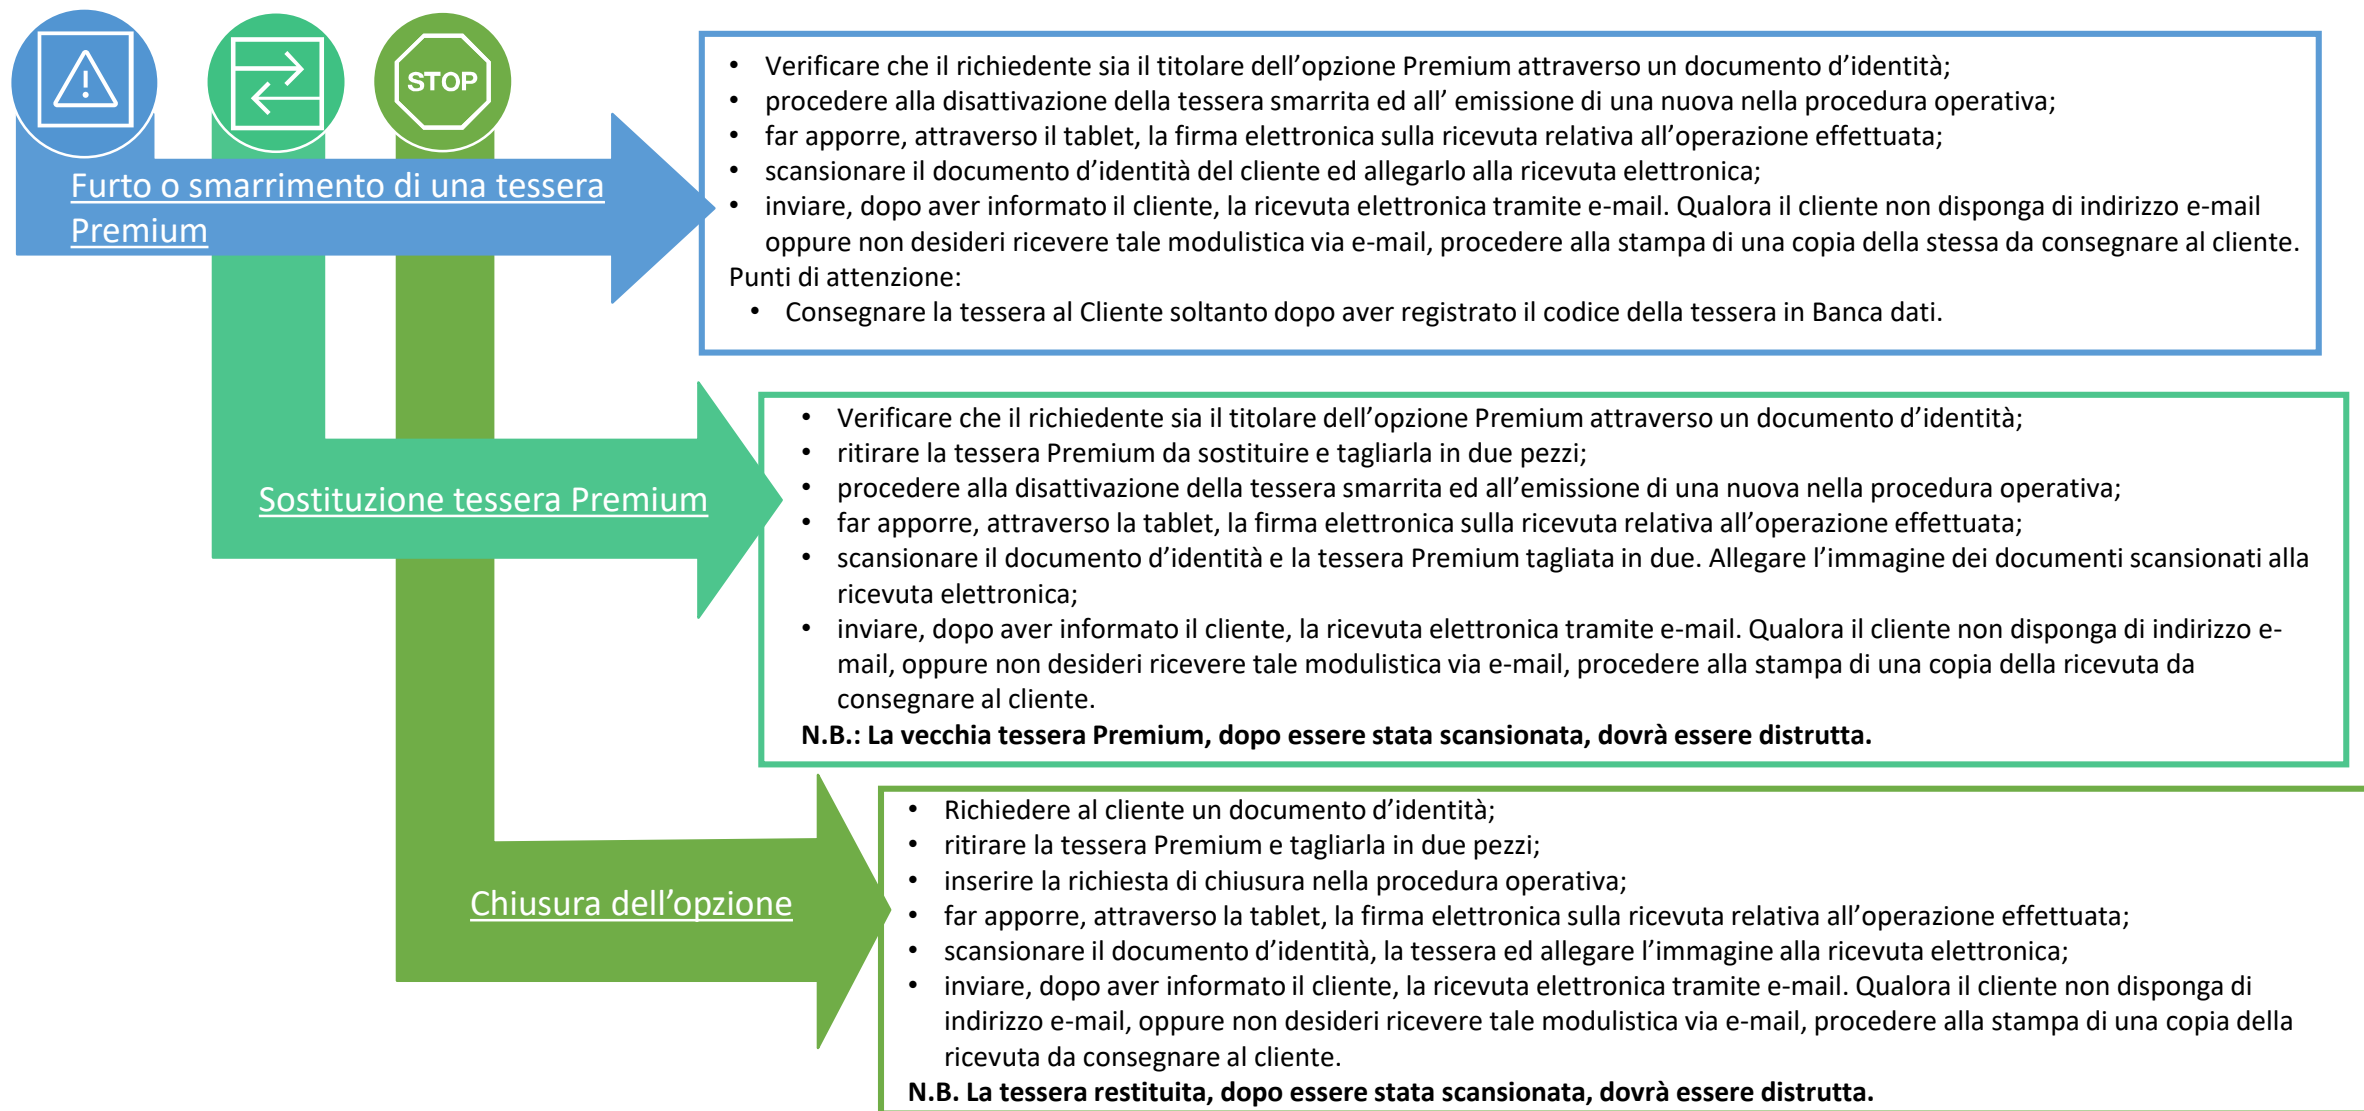 STOP
Furto o smarrimento di una tessera
Premium
• Verificare che il richiedente sia il titolare dell’opzione Premium attraverso un documento d’identità;
• procedere alla disattivazione della tessera smarrita ed all’ emissione di una nuova nella procedura operativa;
• far apporre, attraverso il tablet, la firma elettronica sulla ricevuta relativa all’operazione effettuata;
• scansionare il documento d’identità del cliente ed allegarlo alla ricevuta elettronica;
• inviare, dopo aver informato il cliente, la ricevuta elettronica tramite e-mail. Qualora il cliente non disponga di indirizzo e-mail
oppure non desideri ricevere tale modulistica via e-mail, procedere alla stampa di una copia della stessa da consegnare al cliente.
Punti di attenzione:
• Consegnare la tessera al Cliente soltanto dopo aver registrato il codice della tessera in Banca dati.
Sostituzione tessera Premium
• Verificare che il richiedente sia il titolare dell’opzione Premium attraverso un documento d’identità;
• ritirare la tessera Premium da sostituire e tagliarla in due pezzi;
• procedere alla disattivazione della tessera smarrita ed all’emissione di una nuova nella procedura operativa;
• far apporre, attraverso la tablet, la firma elettronica sulla ricevuta relativa all’operazione effettuata;
• scansionare il documento d’identità e la tessera Premium tagliata in due. Allegare l’immagine dei documenti scansionati alla
ricevuta elettronica;
• inviare, dopo aver informato il cliente, la ricevuta elettronica tramite e-mail. Qualora il cliente non disponga di indirizzo e-
mail, oppure non desideri ricevere tale modulistica via e-mail, procedere alla stampa di una copia della ricevuta da
consegnare al cliente.
N.B.: La vecchia tessera Premium, dopo essere stata scansionata, dovrà essere distrutta.
Chiusura dell’opzione
• Richiedere al cliente un documento d’identità;
• ritirare la tessera Premium e tagliarla in due pezzi;
• inserire la richiesta di chiusura nella procedura operativa;
• far apporre, attraverso la tablet, la firma elettronica sulla ricevuta relativa all’operazione effettuata;
• scansionare il documento d’identità, la tessera ed allegare l’immagine alla ricevuta elettronica;
• inviare, dopo aver informato il cliente, la ricevuta elettronica tramite e-mail. Qualora il cliente non disponga di
indirizzo e-mail, oppure non desideri ricevere tale modulistica via e-mail, procedere alla stampa di una copia della
ricevuta da consegnare al cliente.
N.B. La tessera restituita, dopo essere stata scansionata, dovrà essere distrutta.